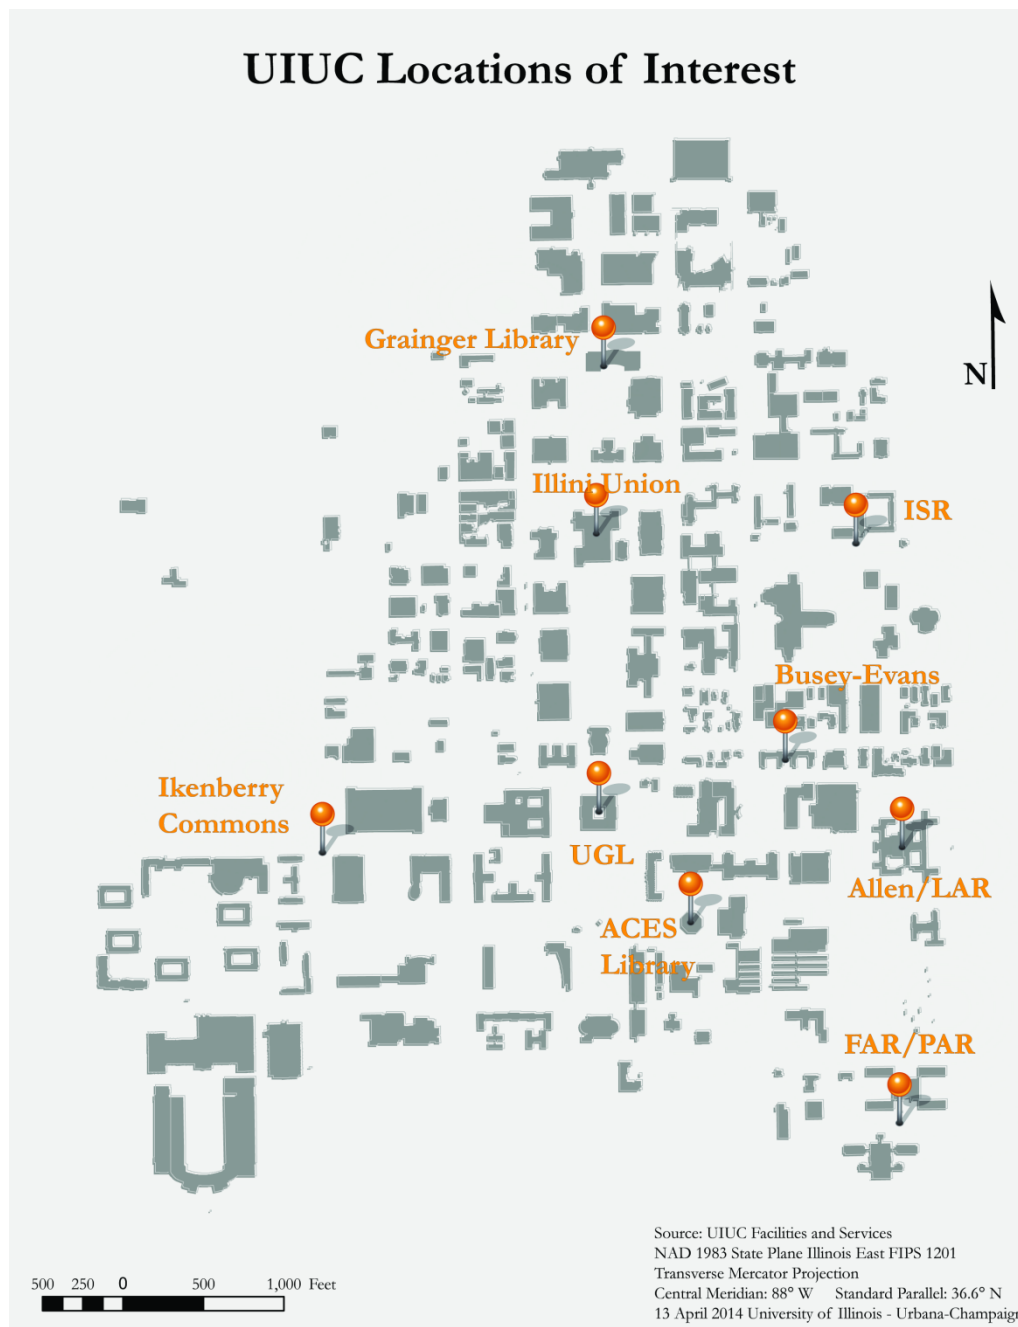 UIUC Locations of Interest
Grainger Library
N
Illini Union
ISR
Busey-Evans
Ikenberry
Commons
UGL
Allen/LAR
ACES
Library
FAR/PAR
Source: UIUC Facilities and Services
NAD 1983 State Plane Illinois East FIPS 1201
Transverse Mercator Projection
Central Meridian: 88° W Standard Parallel: 36.6° N
13 April 2014 University of Illinois - Urbana-Champaign
500 250 0 500 1,000 Feet